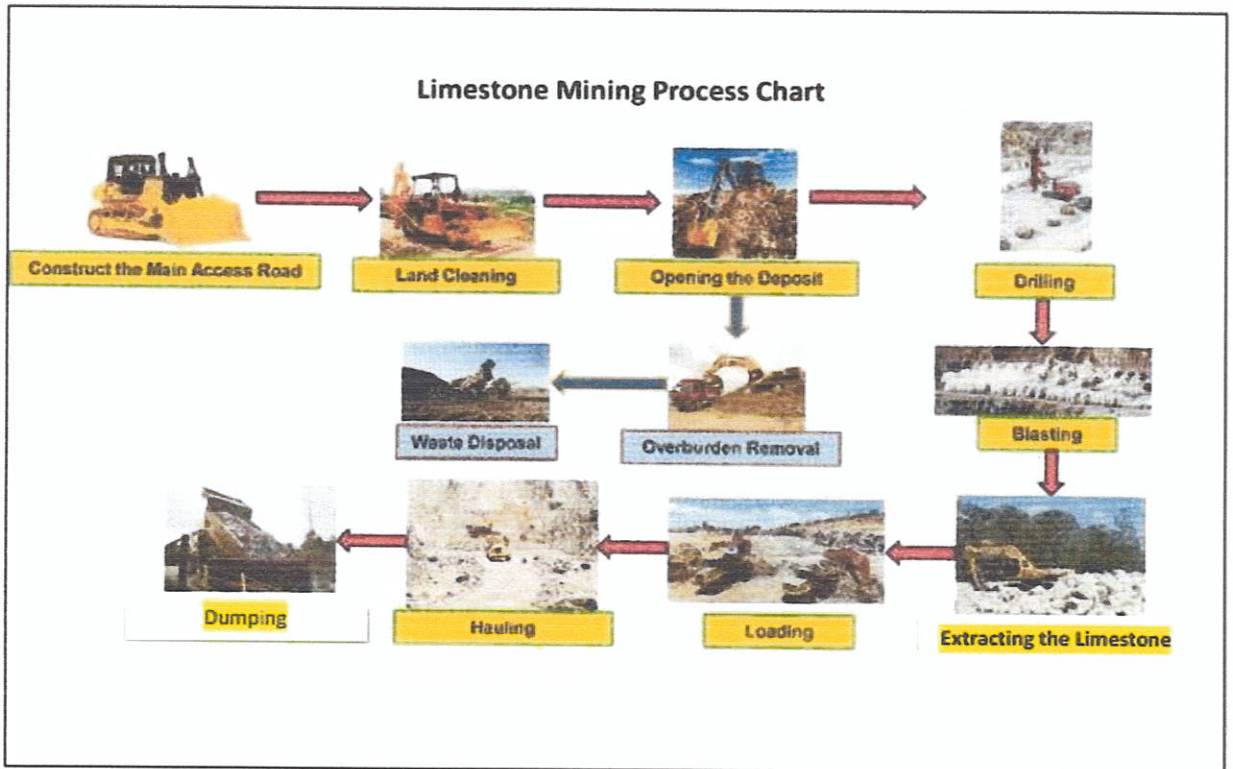 Limestone Mining Process Chart
Construct the Main Access Road
Land Cleaning
Opening the Deposit
Drilling
Waste Disposal
Overburden Removal
Blasting
Dumping
Hauling
Loading
Extracting the Limestone